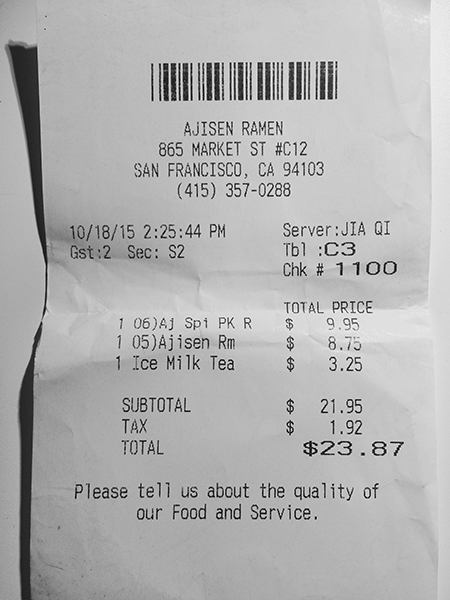 AJISEN RAMEN
865 MARKET ST #C12
SAN FRANCISCO, CA 94103
(415) 357-0288
10/18/15 2:25:44 PM Server:JIA QI
Gst:2 Sec: S2 Tbl :C3
Chk # 1100
TOTAL PRICE
1 06)Aj Spi PK R $ 9.95
1 05)Ajisen Rm $ 8.75
1 Ice Milk Tea $ 3.25
SUBTOTAL $ 21.95
TAX $ 1.92
TOTAL $23.87
Please tell us about the quality of
our Food and Service.